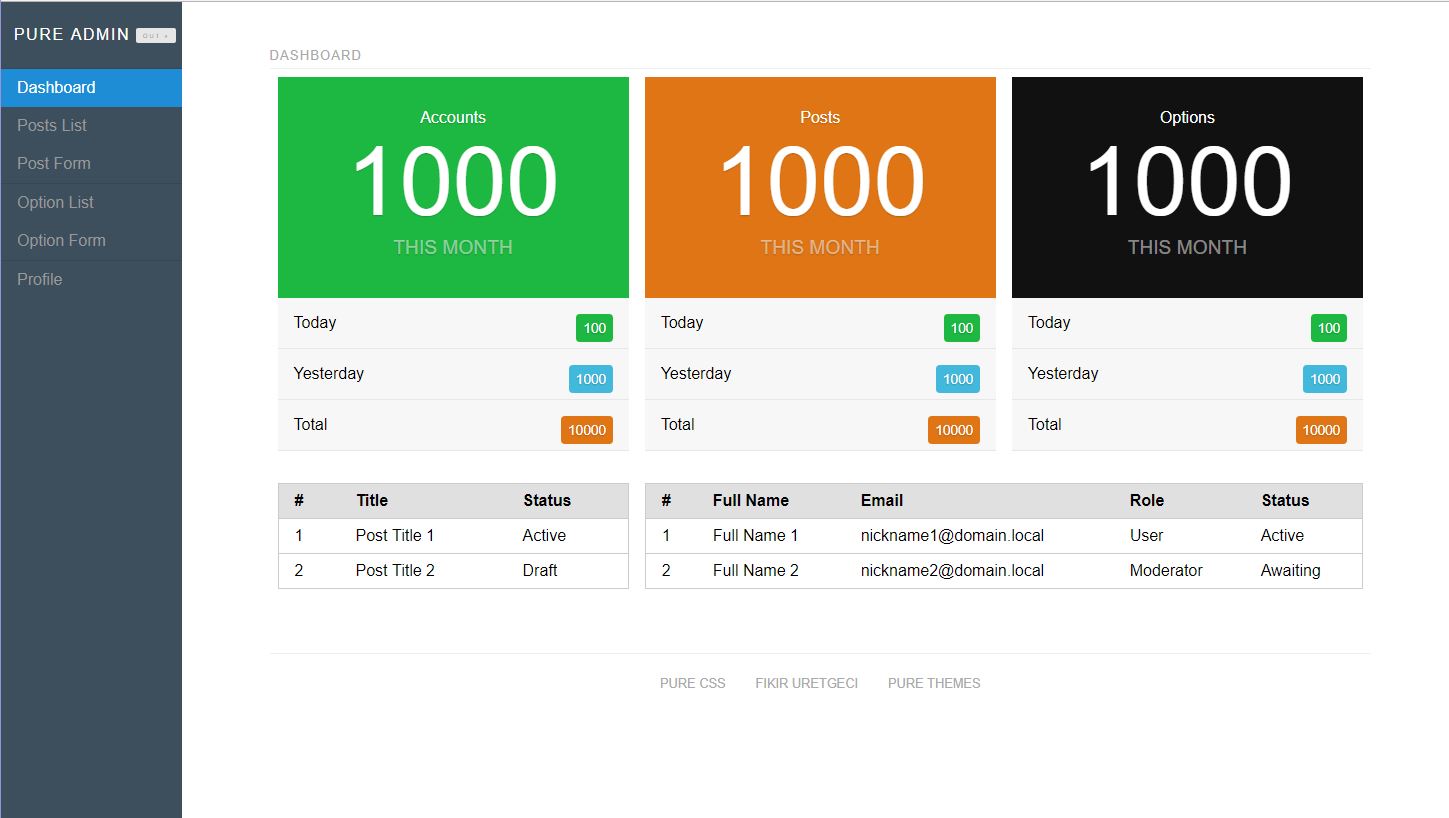 PURE ADMIN OUT »
Dashboard
Posts List
Post Form
Option List
Option Form
Profile
DASHBOARD
Accounts
1000
THIS MONTH
Today 100
Yesterday 1000
Total 10000
Posts
1000
THIS MONTH
Today 100
Yesterday 1000
Total 10000
Options
1000
THIS MONTH
Today 100
Yesterday 1000
Total 10000
# Title Status
1 Post Title 1 Active
2 Post Title 2 Draft
# Full Name Email Role Status
1 Full Name 1 nickname1@domain.local User Active
2 Full Name 2 nickname2@domain.local Moderator Awaiting
PURE CSS FIKIR URETGECI PURE THEMES